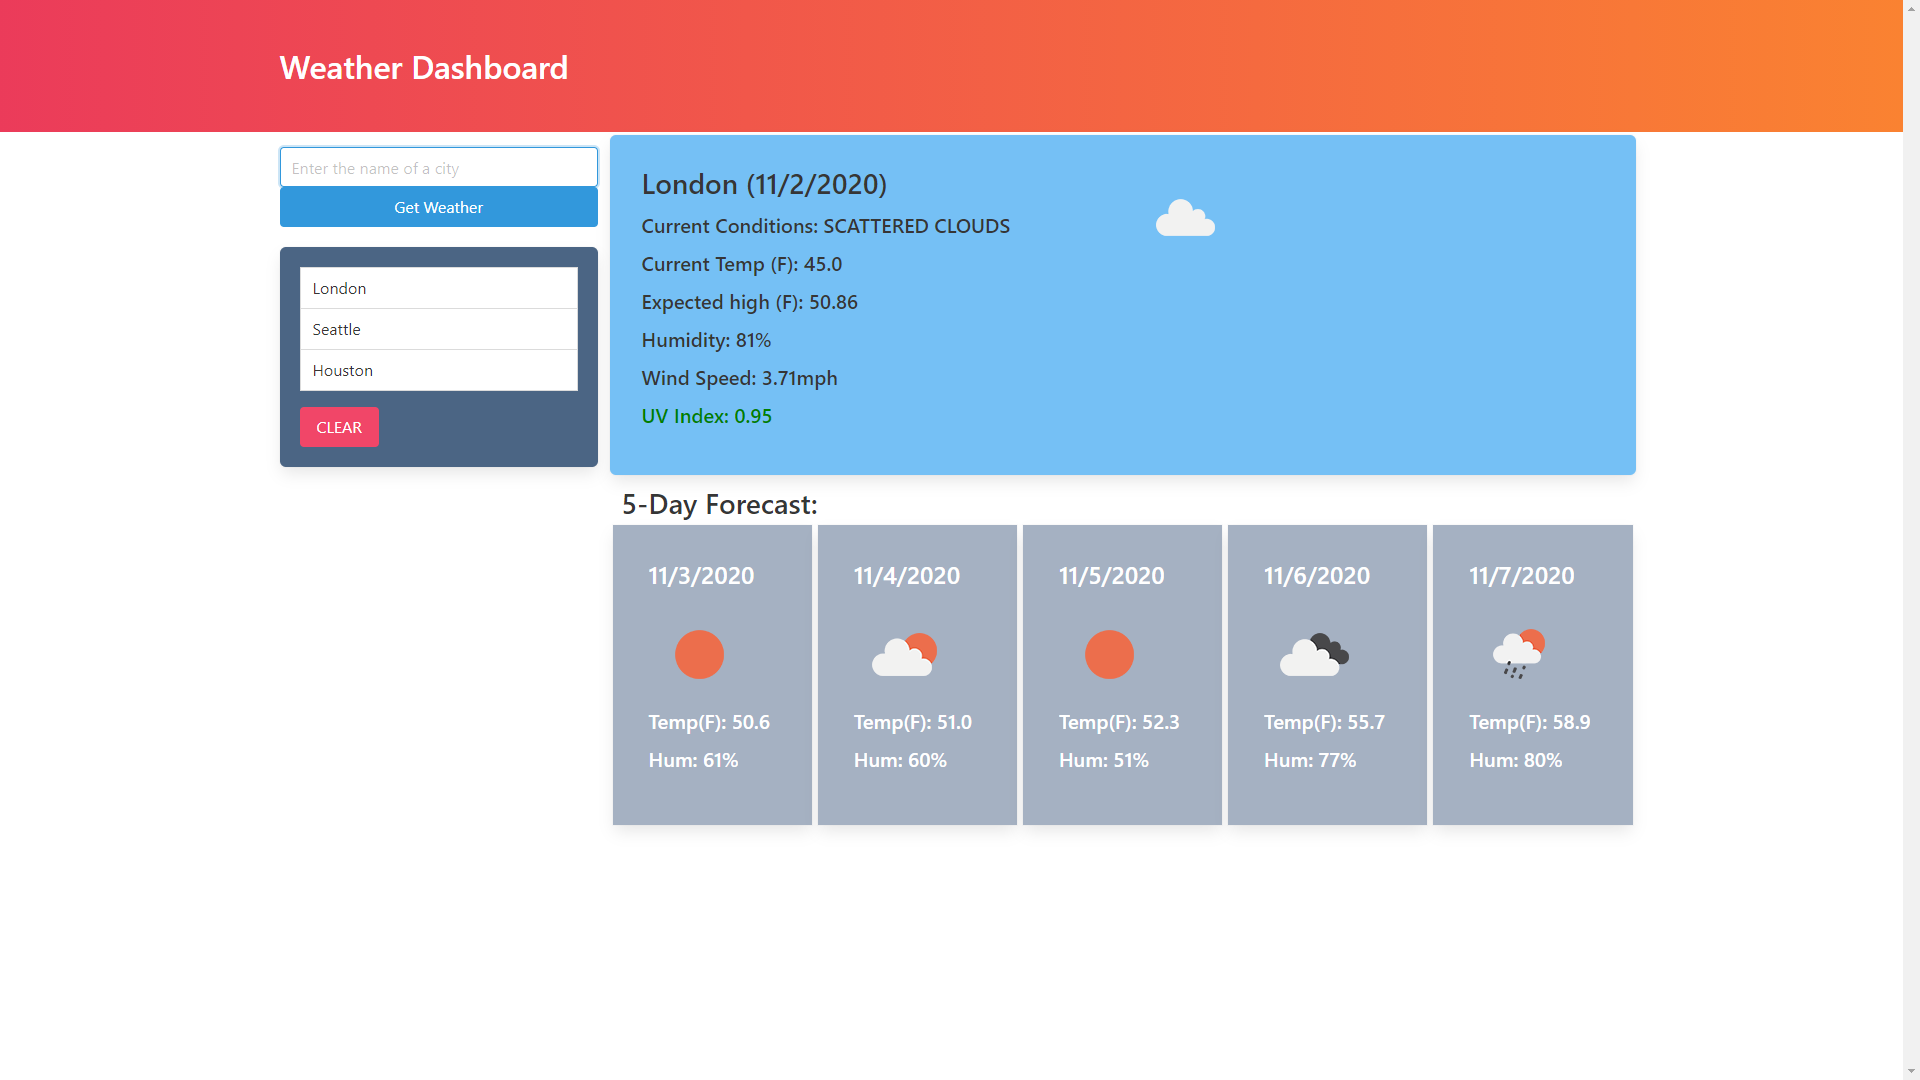 Weather Dashboard
Enter the name of a city
Get Weather
London
Seattle
Houston
CLEAR
London (11/2/2020)
Current Conditions: SCATTERED CLOUDS
Current Temp (F): 45.0
Expected high (F): 50.86
Humidity: 81%
Wind Speed: 3.71mph
UV Index: 0.95
5-Day Forecast:
11/3/2020
Temp(F): 50.6
Hum: 61%
11/4/2020
Temp(F): 51.0
Hum: 60%
11/5/2020
Temp(F): 52.3
Hum: 51%
11/6/2020
Temp(F): 55.7
Hum: 77%
11/7/2020
Temp(F): 58.9
Hum: 80%